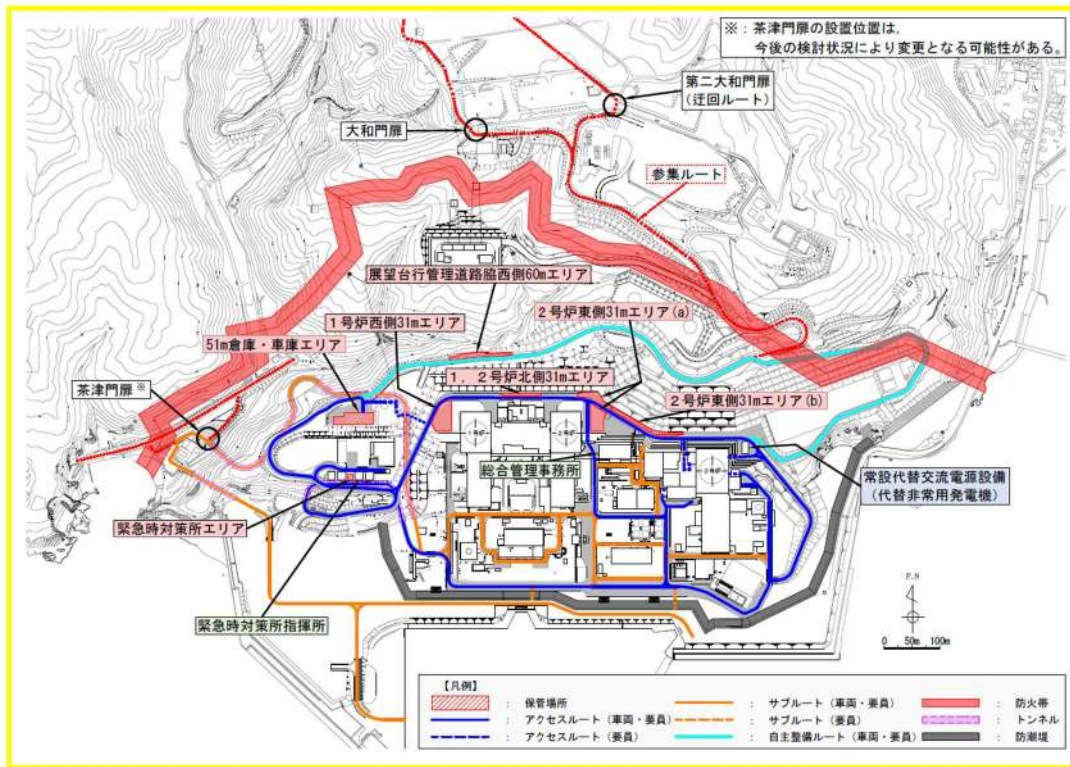 ※：茶津門扉の設置位置は，
今後の検討状況により変更となる可能性がある。
第二大和門扉
(迂回ルート)
大和門扉
参集ルート
展望台行管理道路脇西側60mエリア
1号炉西側31mエリア
2号炉東側31mエリア(a)
51m倉庫・車庫エリア
1，2号炉北側31mエリア
茶津門扉※
2号炉東側31mエリア(b)
総合管理事務所
常設代替交流電源設備
(代替非常用発電機)
緊急時対策所エリア
緊急時対策所指揮所
P.N
0 50m 100m
【凡例】
： 保管場所
： サブルート（車両・要員）
： 防火帯
： アクセスルート（車両・要員）
： サブルート（要員）
： トンネル
： アクセスルート（要員）
： 自主整備ルート（車両・要員）
： 防潮堤